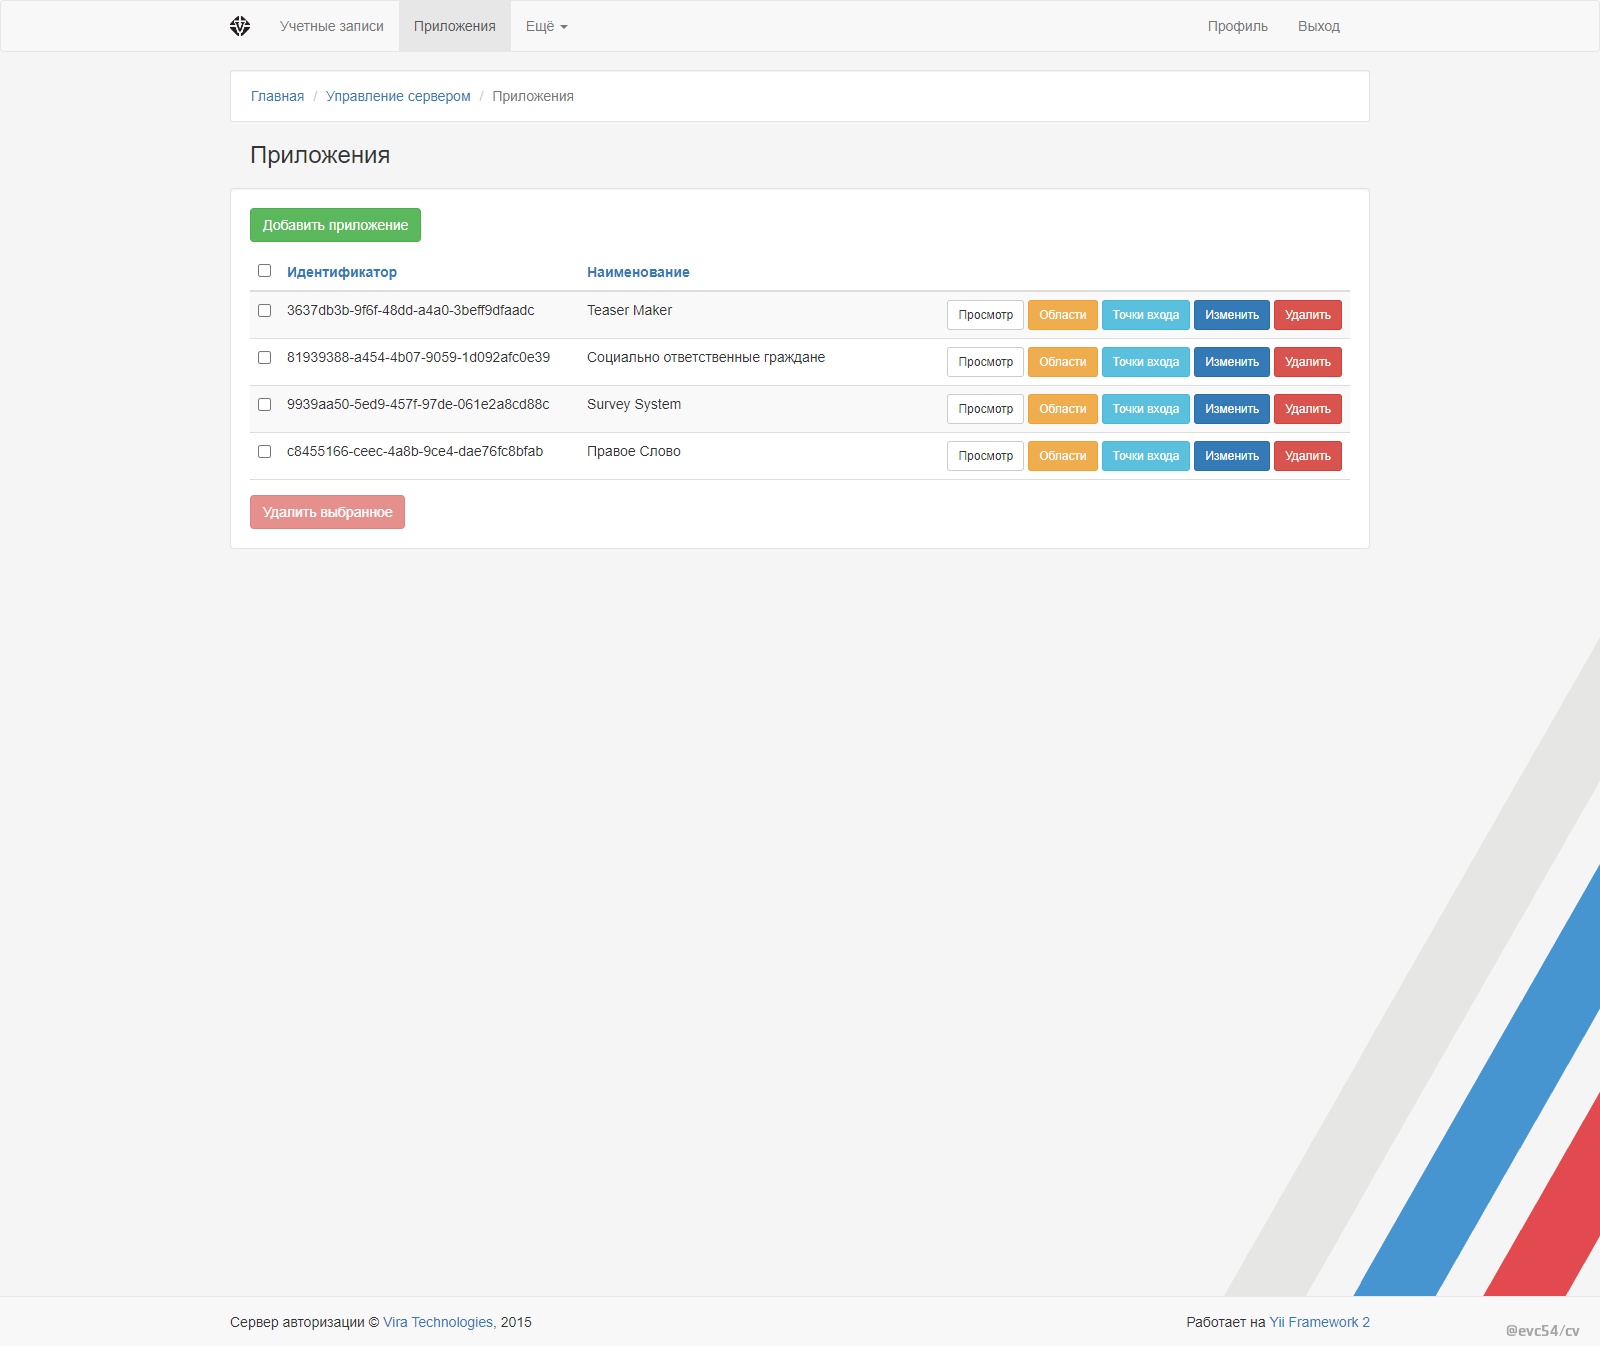 Учетные записи Приложения Ещё Профиль Выход
Главная / Управление сервером / Приложения
Приложения
Добавить приложение
Идентификатор Наименование
3637db3b-9f6f-48dd-a4a0-3beff9dfaadc Teaser Maker Просмотр Области Точки входа Изменить Удалить
81939388-a454-4b07-9059-1d092afc0e39 Социально ответственные граждане Просмотр Области Точки входа Изменить Удалить
9939aa50-5ed9-457f-97de-061e2a8cd88c Survey System Просмотр Области Точки входа Изменить Удалить
c8455166-ceec-4a8b-9ce4-dae76fc8bfab Правое Слово Просмотр Области Точки входа Изменить Удалить
Удалить выбранное
Сервер авторизации © Vira Technologies, 2015 Работает на Yii Framework 2
@evc54/cv